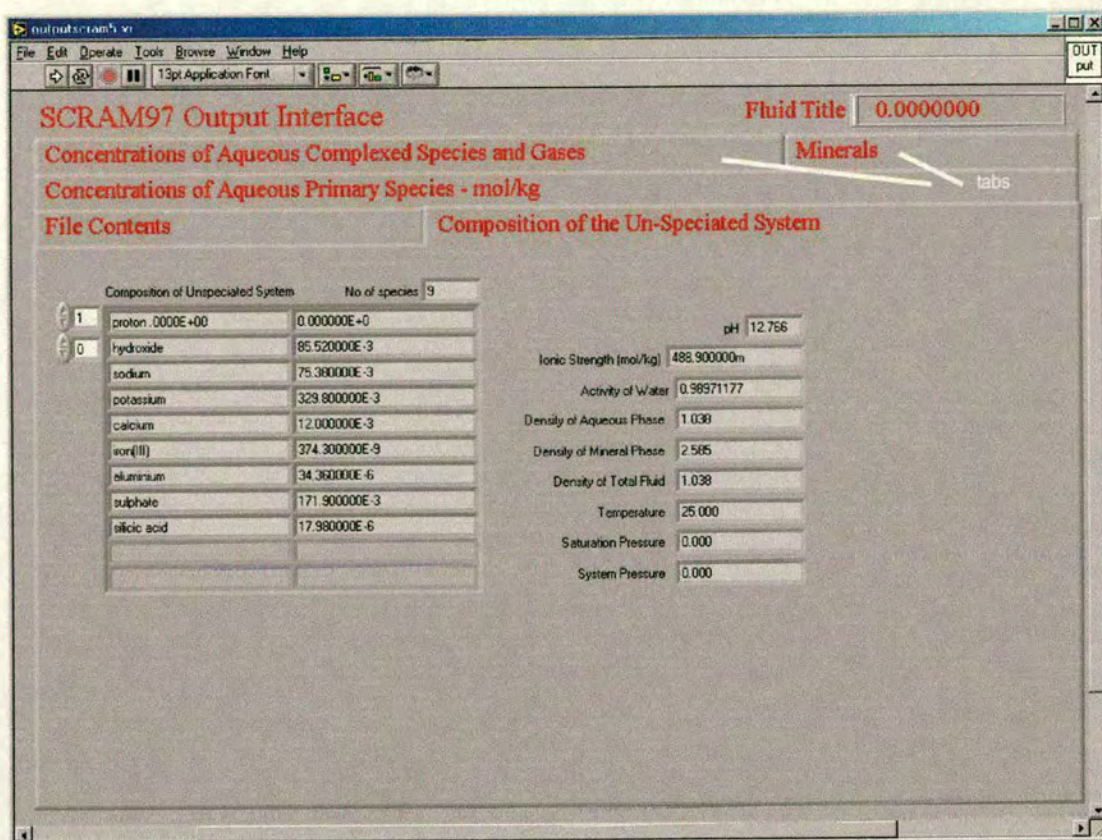 outputscram5.vi
File Edit Operate Tools Browse Window Help
13pt Application Font
OUT put
SCRAM97 Output Interface
Fluid Title 0.0000000
Concentrations of Aqueous Complexed Species and Gases
Minerals
tabs
Concentrations of Aqueous Primary Species - mol/kg
File Contents
Composition of the Un-Speciated System
Composition of Unspeciated System No of species 9
1 proton .0000E+00 0.000000E+0
0 hydroxide 85.520000E-3
sodium 75.380000E-3
potassium 329.800000E-3
calcium 12.000000E-3
iron(III) 374.300000E-9
aluminium 34.360000E-6
sulphate 171.900000E-3
silicic acid 17.980000E-6
pH 12.766
Ionic Strength (mol/kg) 488.900000m
Activity of Water 0.98971177
Density of Aqueous Phase 1.038
Density of Mineral Phase 2.585
Density of Total Fluid 1.038
Temperature 25.000
Saturation Pressure 0.000
System Pressure 0.000